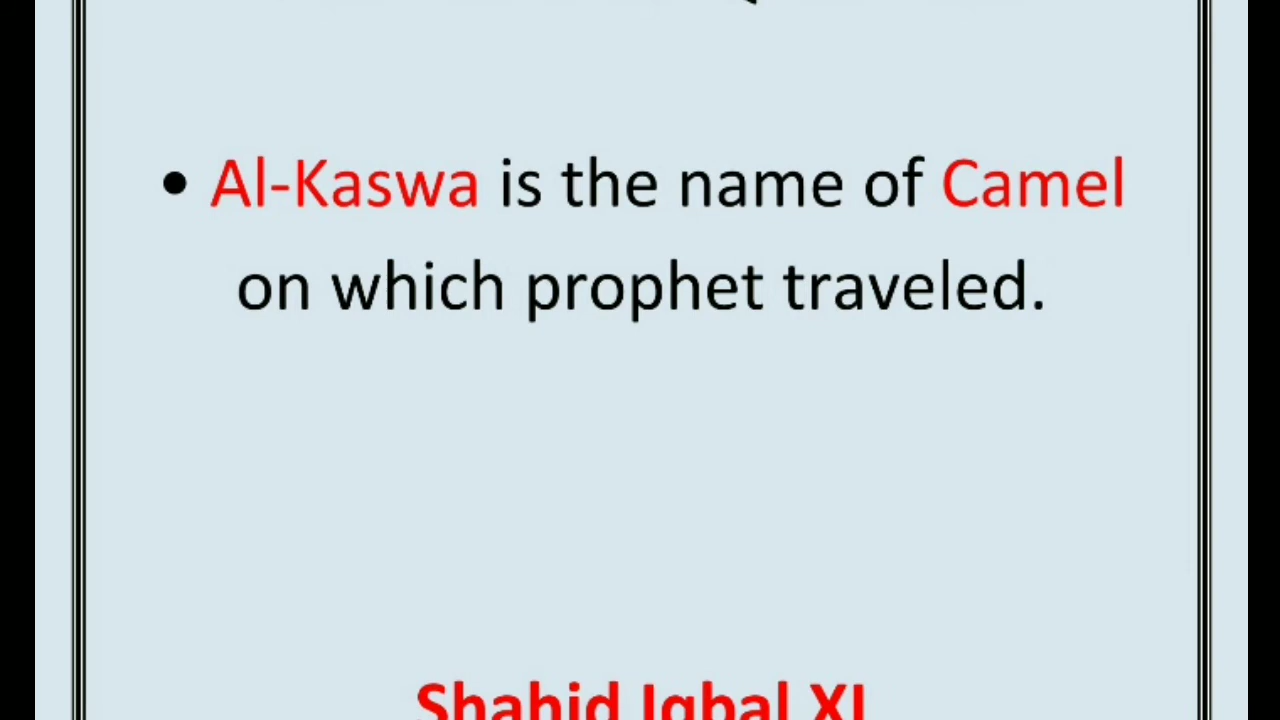 • Al-Kaswa is the name of Camel
on which prophet traveled.
Shahid Iqbal XI